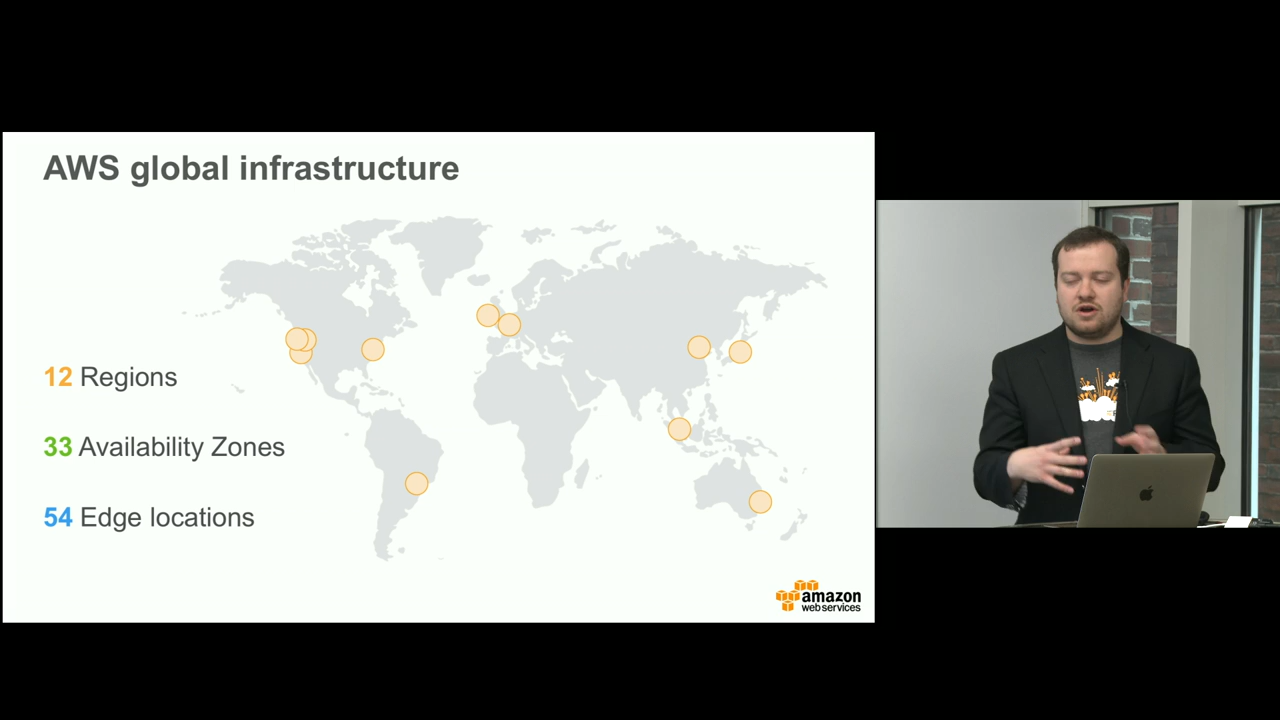 AWS global infrastructure
12 Regions
33 Availability Zones
54 Edge locations
amazon
web services